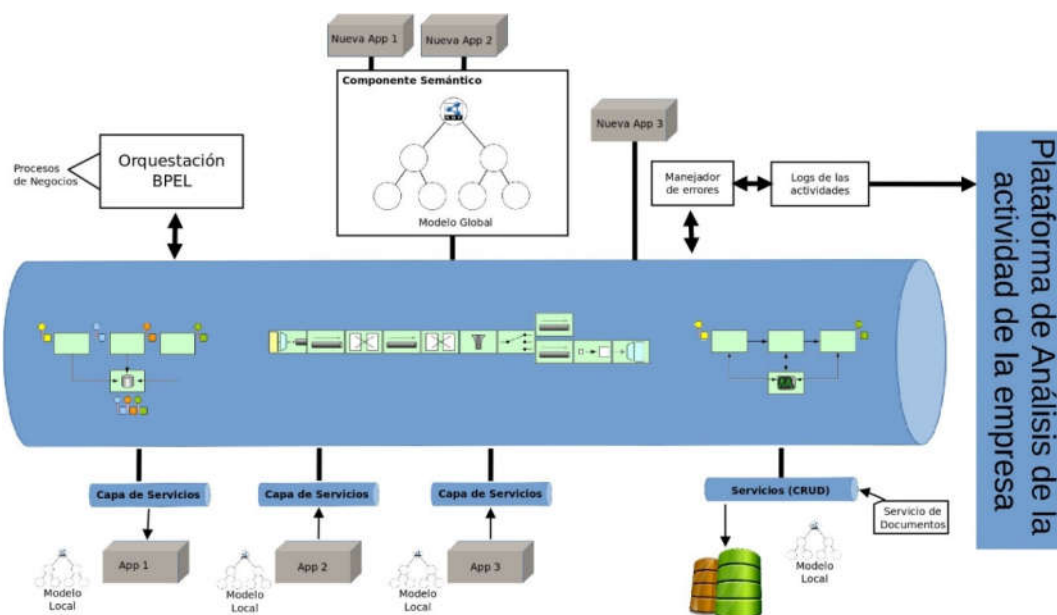 Nueva App 1
Nueva App 2
Componente Semántico
Modelo Global
Nueva App 3
Procesos
de Negocios
Orquestación
BPEL
Manejador
de errores
Logs de las
actividades
Plataforma de Análisis de la
actividad de la empresa
Capa de Servicios
Capa de Servicios
Capa de Servicios
Servicios (CRUD)
Servicio de
Documentos
App 1
App 2
App 3
Modelo
Local
Modelo
Local
Modelo
Local
Modelo
Local